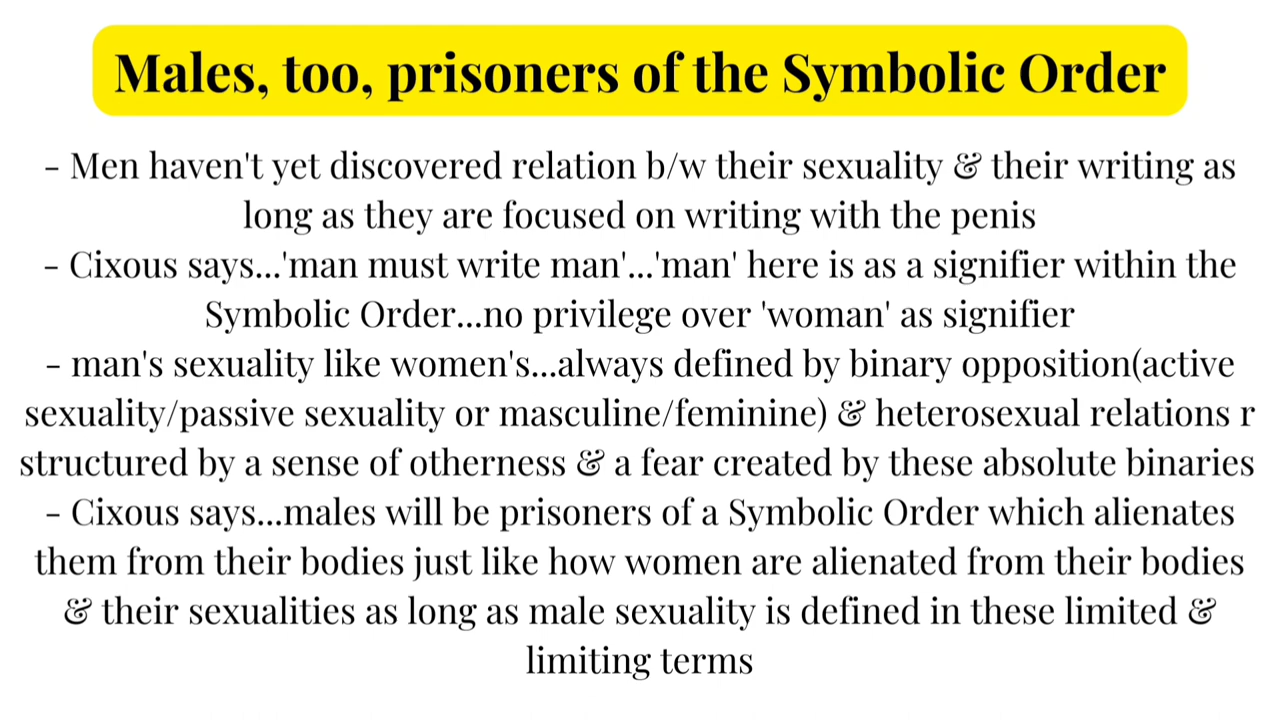 Males, too, prisoners of the Symbolic Order
- Men haven't yet discovered relation b/w their sexuality & their writing as
long as they are focused on writing with the penis
- Cixous says...'man must write man'...'man' here is as a signifier within the
Symbolic Order...no privilege over 'woman' as signifier
- man's sexuality like women's...always defined by binary opposition(active
sexuality/passive sexuality or masculine/feminine) & heterosexual relations r
structured by a sense of otherness & a fear created by these absolute binaries
- Cixous says...males will be prisoners of a Symbolic Order which alienates
them from their bodies just like how women are alienated from their bodies
& their sexualities as long as male sexuality is defined in these limited &
limiting terms